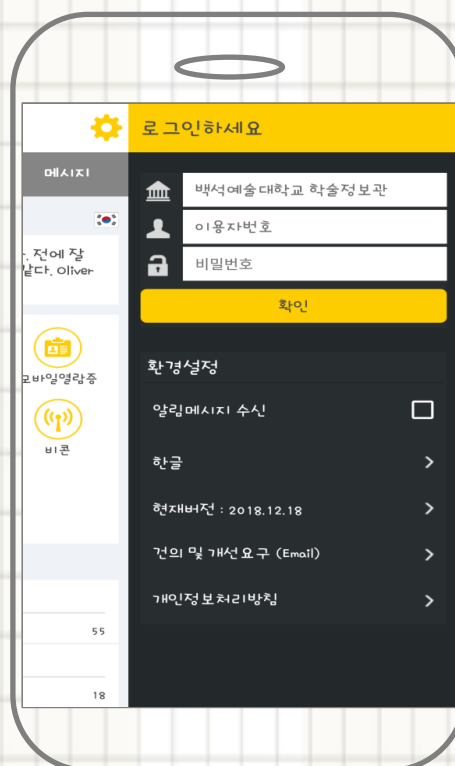 로그인하세요
메시지
백석예술대학교 학술정보관
이용자번호
. 전에 잘
같다. Oliver
비밀번호
확인
모바일열람증
비콘
환경설정
알림메시지 수신
한글
현재버전 : 2018.12.18
건의 및 개선요구 (Email)
개인정보처리방침
55
18